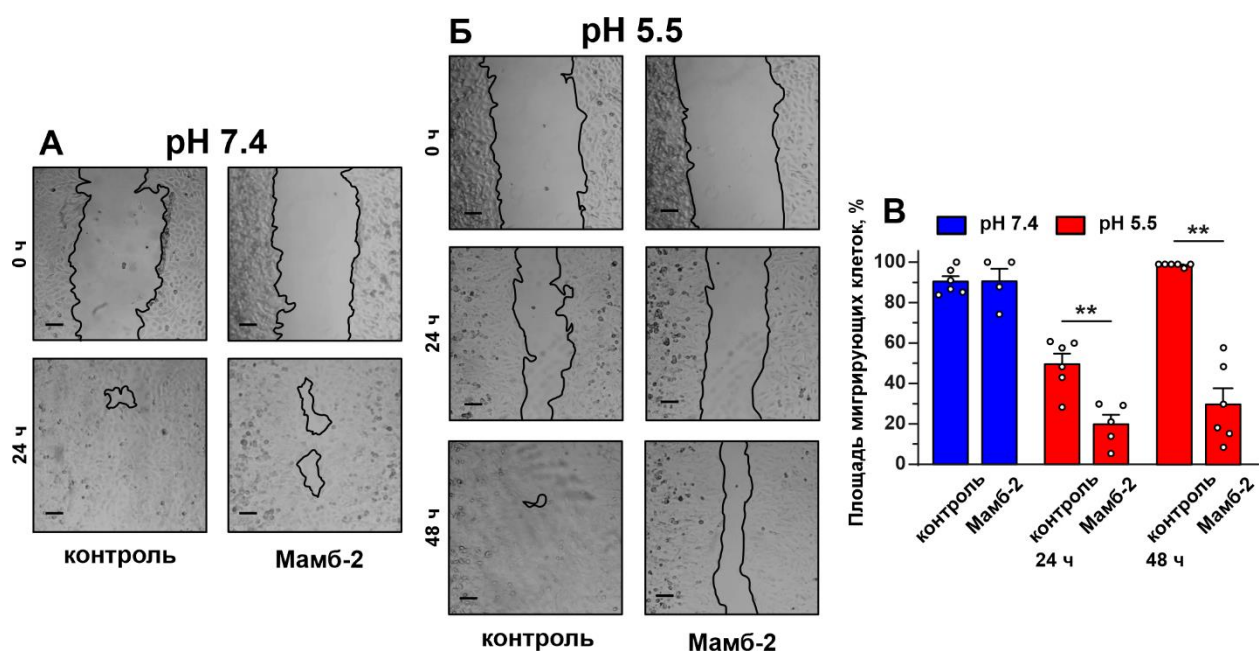 А
pH 7.4
0 ч
24 ч
контроль
Мамб-2
Б
pH 5.5
0 ч
24 ч
48 ч
контроль
Мамб-2
В
pH 7.4
pH 5.5
Площадь мигрирующих клеток, %
100
80
60
40
20
0
**
**
контроль
Мамб-2
контроль
Мамб-2
контроль
Мамб-2
24 ч
48 ч